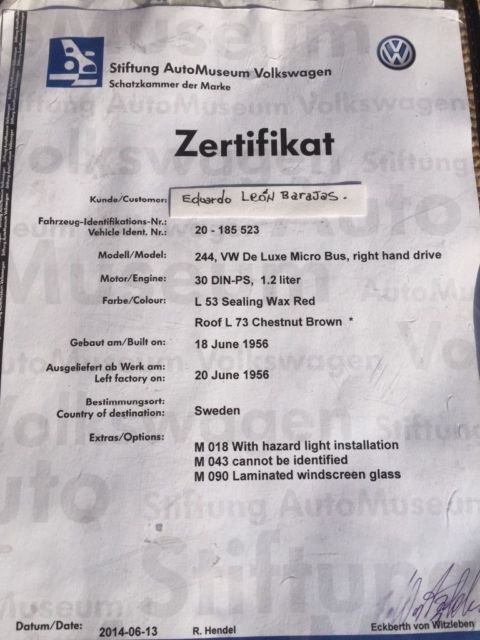 Stiftung AutoMuseum Volkswagen
Schatzkammer der Marke
Zertifikat
Kunde/Customer: Eduardo León Barajas.
Fahrzeug-Identifikations-Nr.:
Vehicle Ident. Nr.: 20 - 185 523
Modell/Model: 244, VW De Luxe Micro Bus, right hand drive
Motor/Engine: 30 DIN-PS, 1.2 liter
Farbe/Colour: L 53 Sealing Wax Red
Roof L 73 Chestnut Brown *
Gebaut am/Built on: 18 June 1956
Ausgeliefert ab Werk am:
Left factory on: 20 June 1956
Bestimmungsort:
Country of destination: Sweden
Extras/Options: M 018 With hazard light installation
M 043 cannot be identified
M 090 Laminated windscreen glass
Datum/Date: 2014-06-13 R. Hendel Eckberth von Witzleben